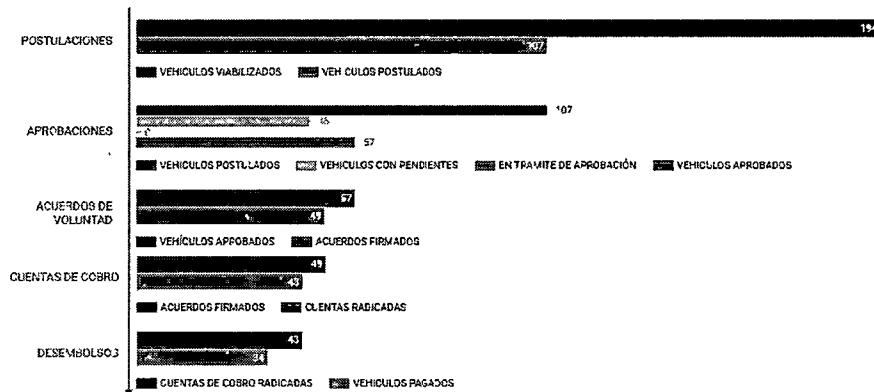 POSTULACIONES
194
107
VEHICULOS VIABILIZADOS VEHICULOS POSTULADOS
APROBACIONES
107
0
57
VEHICULOS POSTULADOS VEHICULOS CON PENDIENTES EN TRAMITE DE APROBACIÓN VEHICULOS APROBADOS
ACUERDOS DE
VOLUNTAD
57
49
VEHÍCULOS APROBADOS ACUERDOS FIRMADOS
CUENTAS DE COBRO
49
43
ACUERDOS FIRMADOS CUENTAS RADICADAS
DESEMBOLSOS
43
34
CUENTAS DE COBRO RADICADAS VEHICULOS PAGADOS